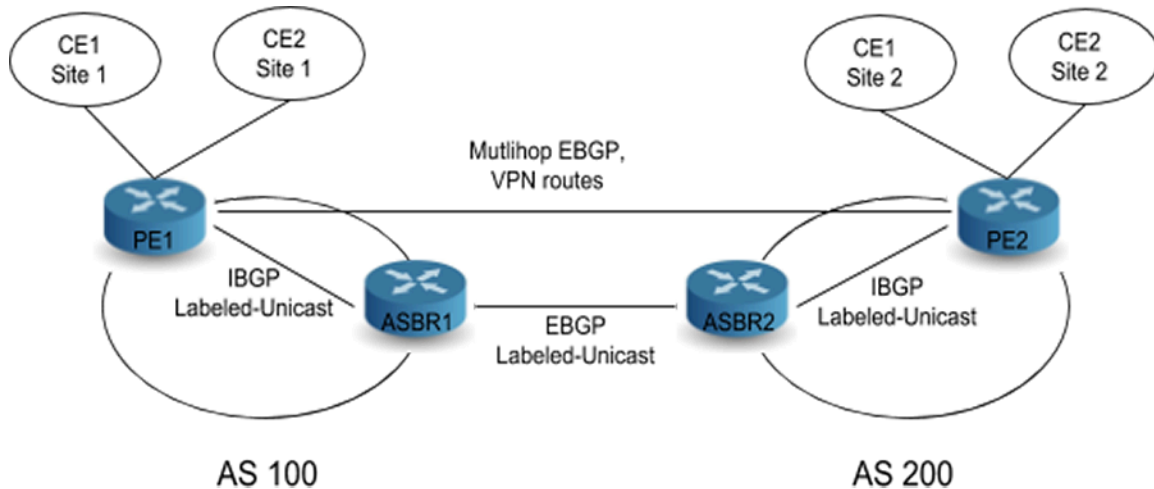 CE1
Site 1
CE2
Site 1
CE1
Site 2
CE2
Site 2
Mutlihop EBGP,
VPN routes
PE1
PE2
IBGP
Labeled-Unicast
ASBR1
EBGP
Labeled-Unicast
ASBR2
IBGP
Labeled-Unicast
AS 100
AS 200